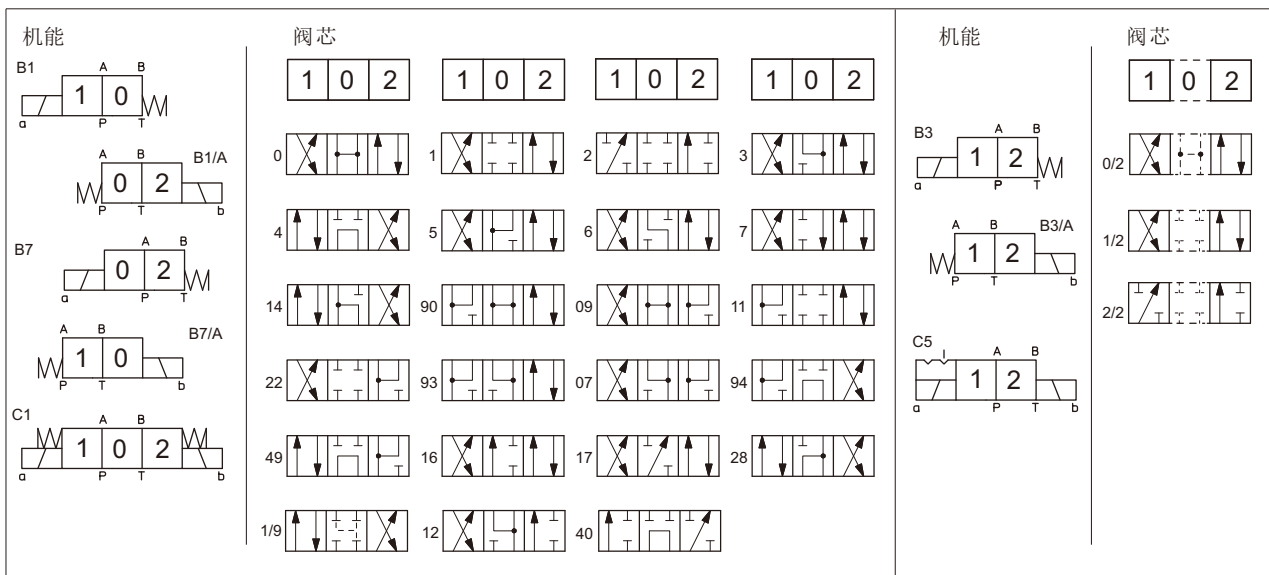 机能
阀芯
机能
阀芯
B1
A B
1 0
a P T
A B
B1/A
0 2
P T b
B7
A B
0 2
a P T
B7/A
A B
1 0
P T b
C1
A B
1 0 2
a P T b
1 0 2
1 0 2
1 0 2
1 0 2
0
1
2
3
4
5
6
7
14
90
09
11
22
93
07
94
49
16
17
28
1/9
12
40
B3
A B
1 2
a P T
A B
B3/A
1 2
P T b
C5
A B
1 2
a P T b
1 0 2
0/2
1/2
2/2